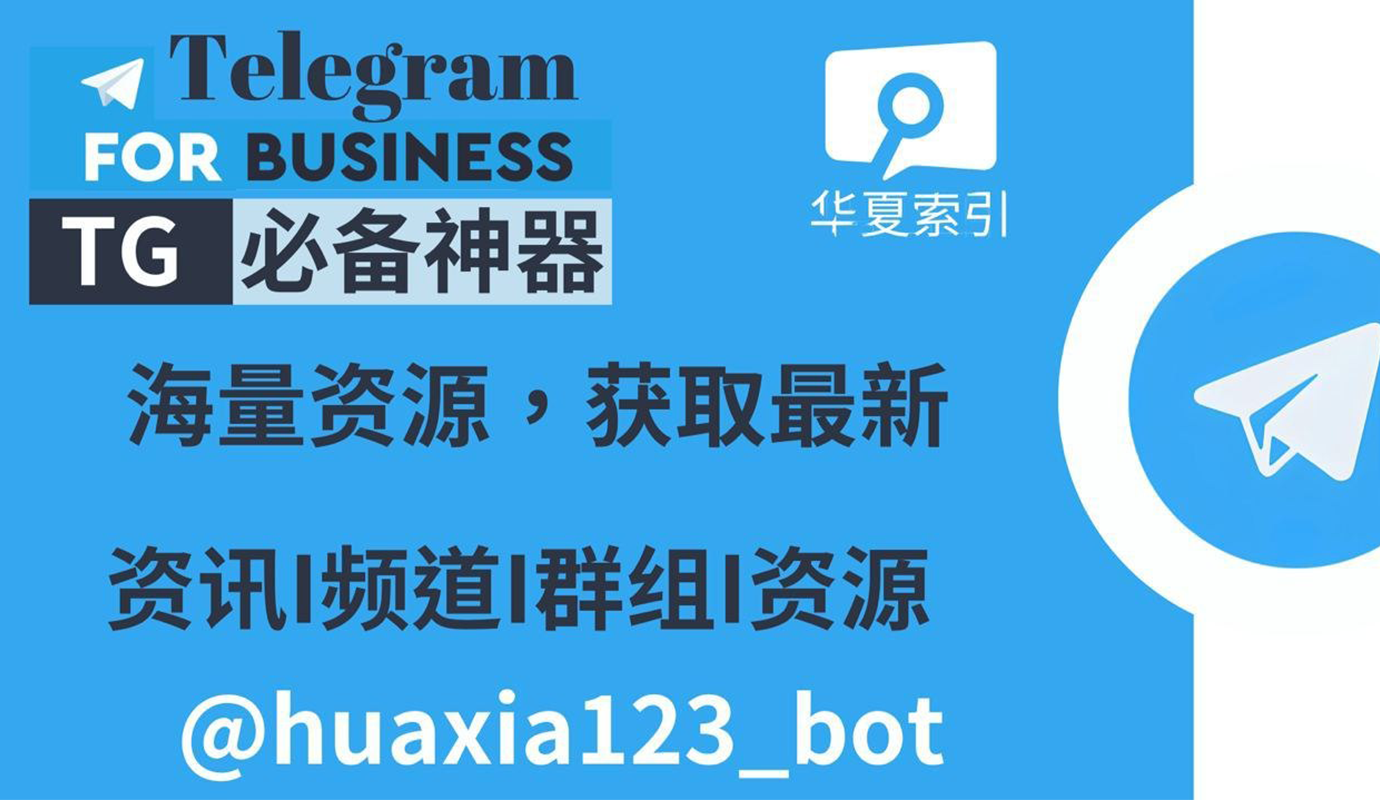 Telegram
FOR BUSINESS
TG 必备神器
华夏索引
海量资源，获取最新
资讯I频道I群组I资源
@huaxia123_bot